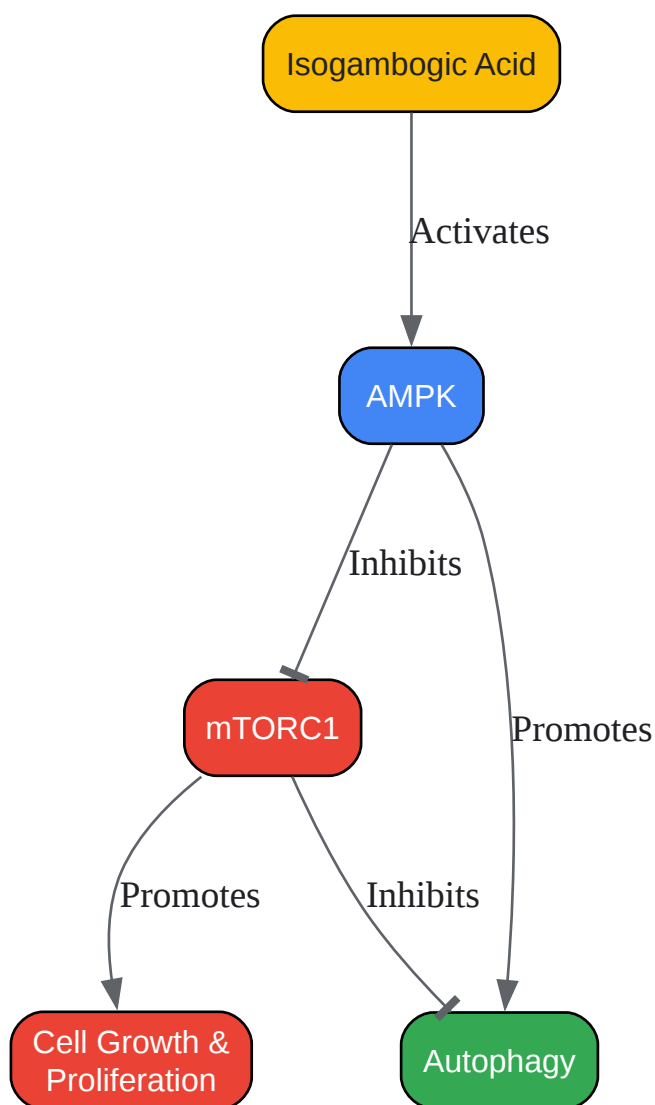 Isogambogic Acid
Activates
AMPK
Inhibits
mTORC1
Promotes
Promotes
Inhibits
Cell Growth &
Proliferation
Autophagy